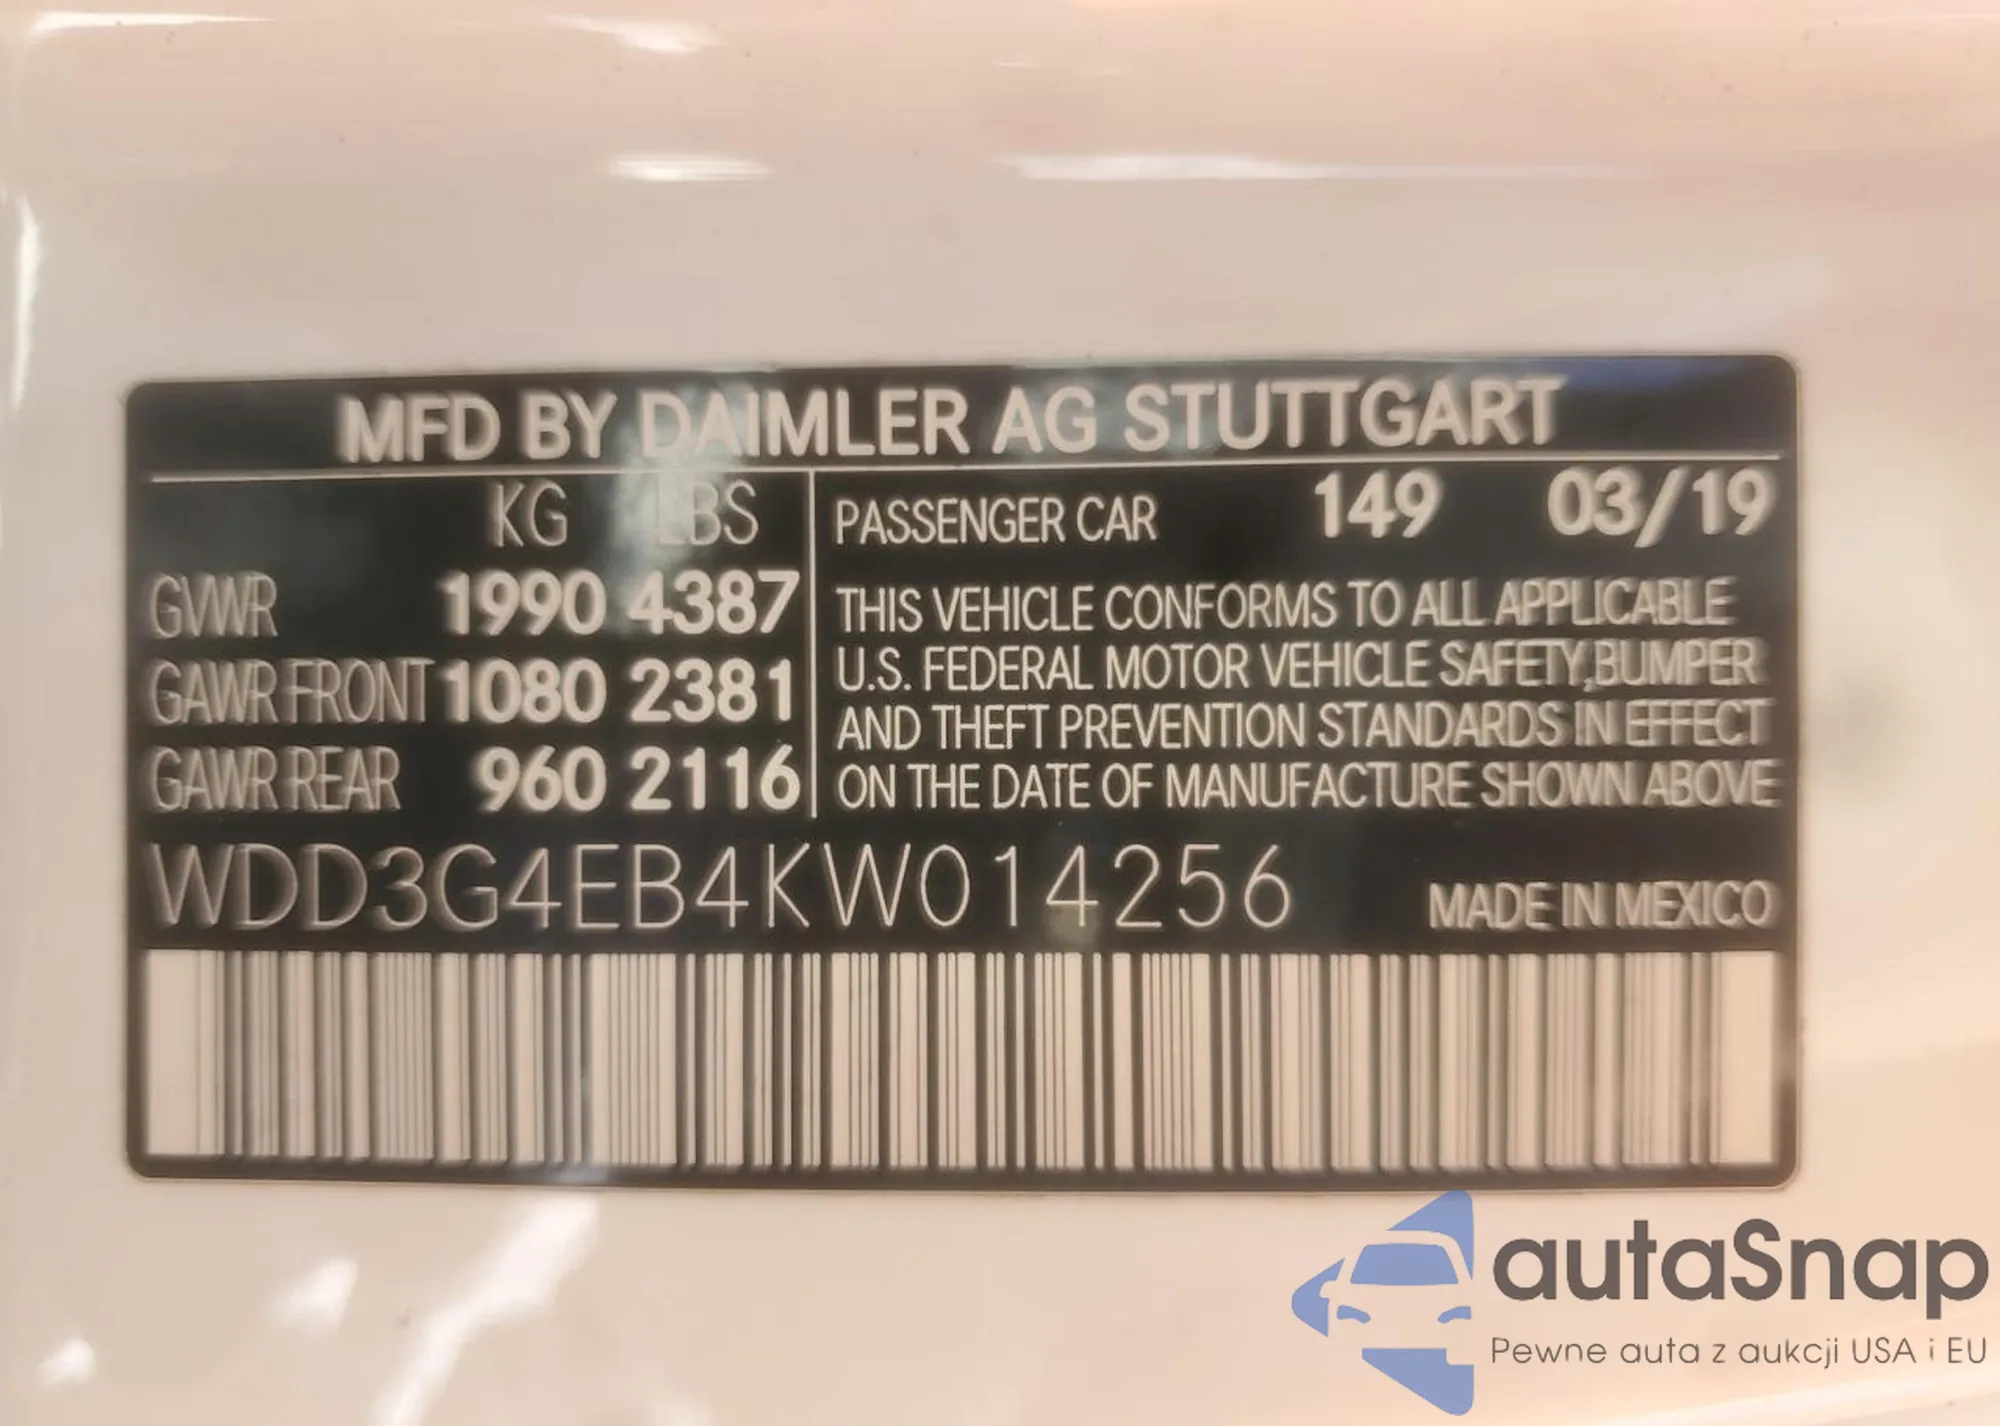 MFD BY DAIMLER AG STUTTGART
KG LBS
GVWR 1990 4387
GAWR FRONT 1080 2381
GAWR REAR 960 2116
PASSENGER CAR 149 03/19
THIS VEHICLE CONFORMS TO ALL APPLICABLE
U.S. FEDERAL MOTOR VEHICLE SAFETY,BUMPER
AND THEFT PREVENTION STANDARDS IN EFFECT
ON THE DATE OF MANUFACTURE SHOWN ABOVE
WDD3G4EB4KW014256
MADE IN MEXICO
autaSnap
Pewne auta z aukcji USA i EU